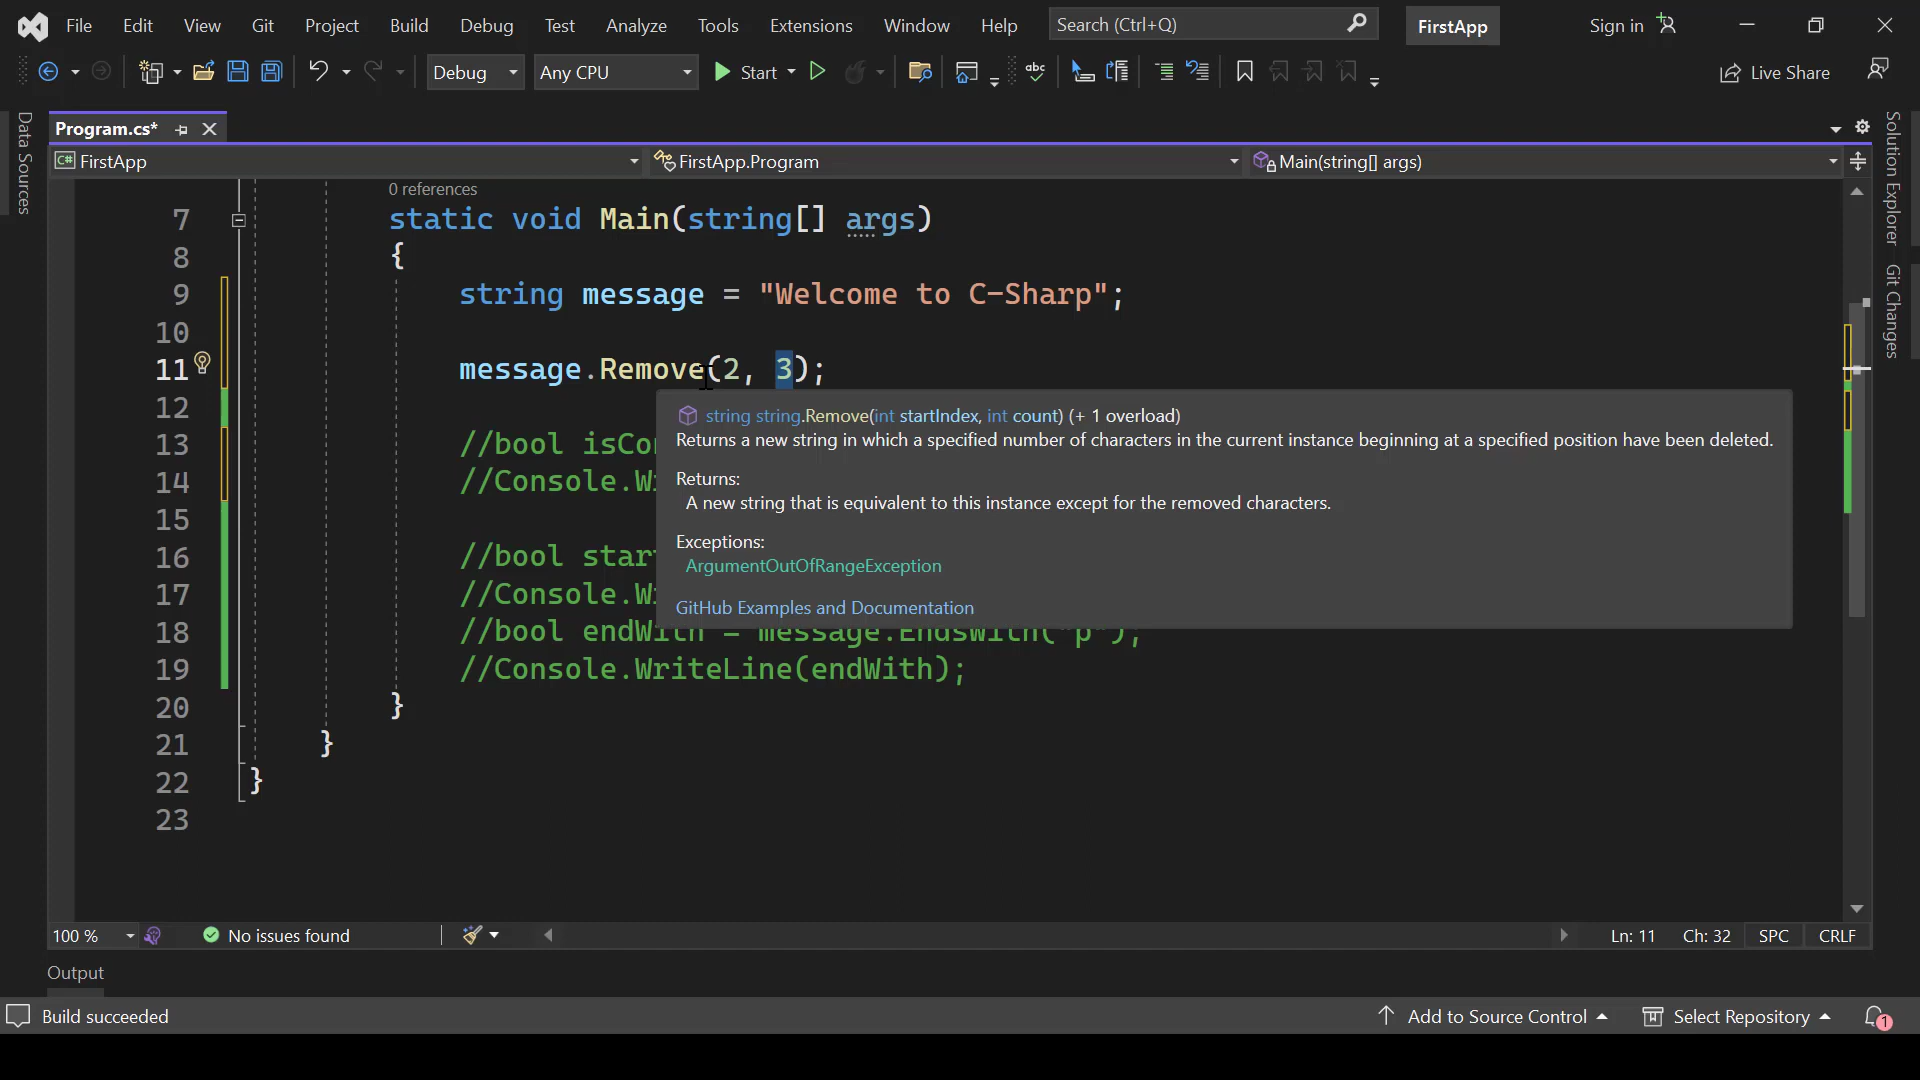 File Edit View Git Project Build Debug Test Analyze Tools Extensions Window Help Search (Ctrl+Q) FirstApp Sign in
Debug Any CPU Start Live Share
Data Sources
Program.cs*
FirstApp FirstApp.Program Main(string[] args)
Solution Explorer
Git Changes
0 references
7 static void Main(string[] args)
8 {
9 string message = "Welcome to C-Sharp";
10
11 message.Remove(2, 3);
string string.Remove(int startIndex, int count) (+ 1 overload)
Returns a new string in which a specified number of characters in the current instance beginning at a specified position have been deleted.
Returns:
A new string that is equivalent to this instance except for the removed characters.
Exceptions:
ArgumentOutOfRangeException
GitHub Examples and Documentation
12
13 //bool isCo
14 //Console.W
15
16 //bool star
17 //Console.W
18 //bool endWith = message.EndsWith("p");
19 //Console.WriteLine(endWith);
20 }
21 }
22 }
23
100 % No issues found Ln: 11 Ch: 32 SPC CRLF
Output
Build succeeded Add to Source Control Select Repository 1